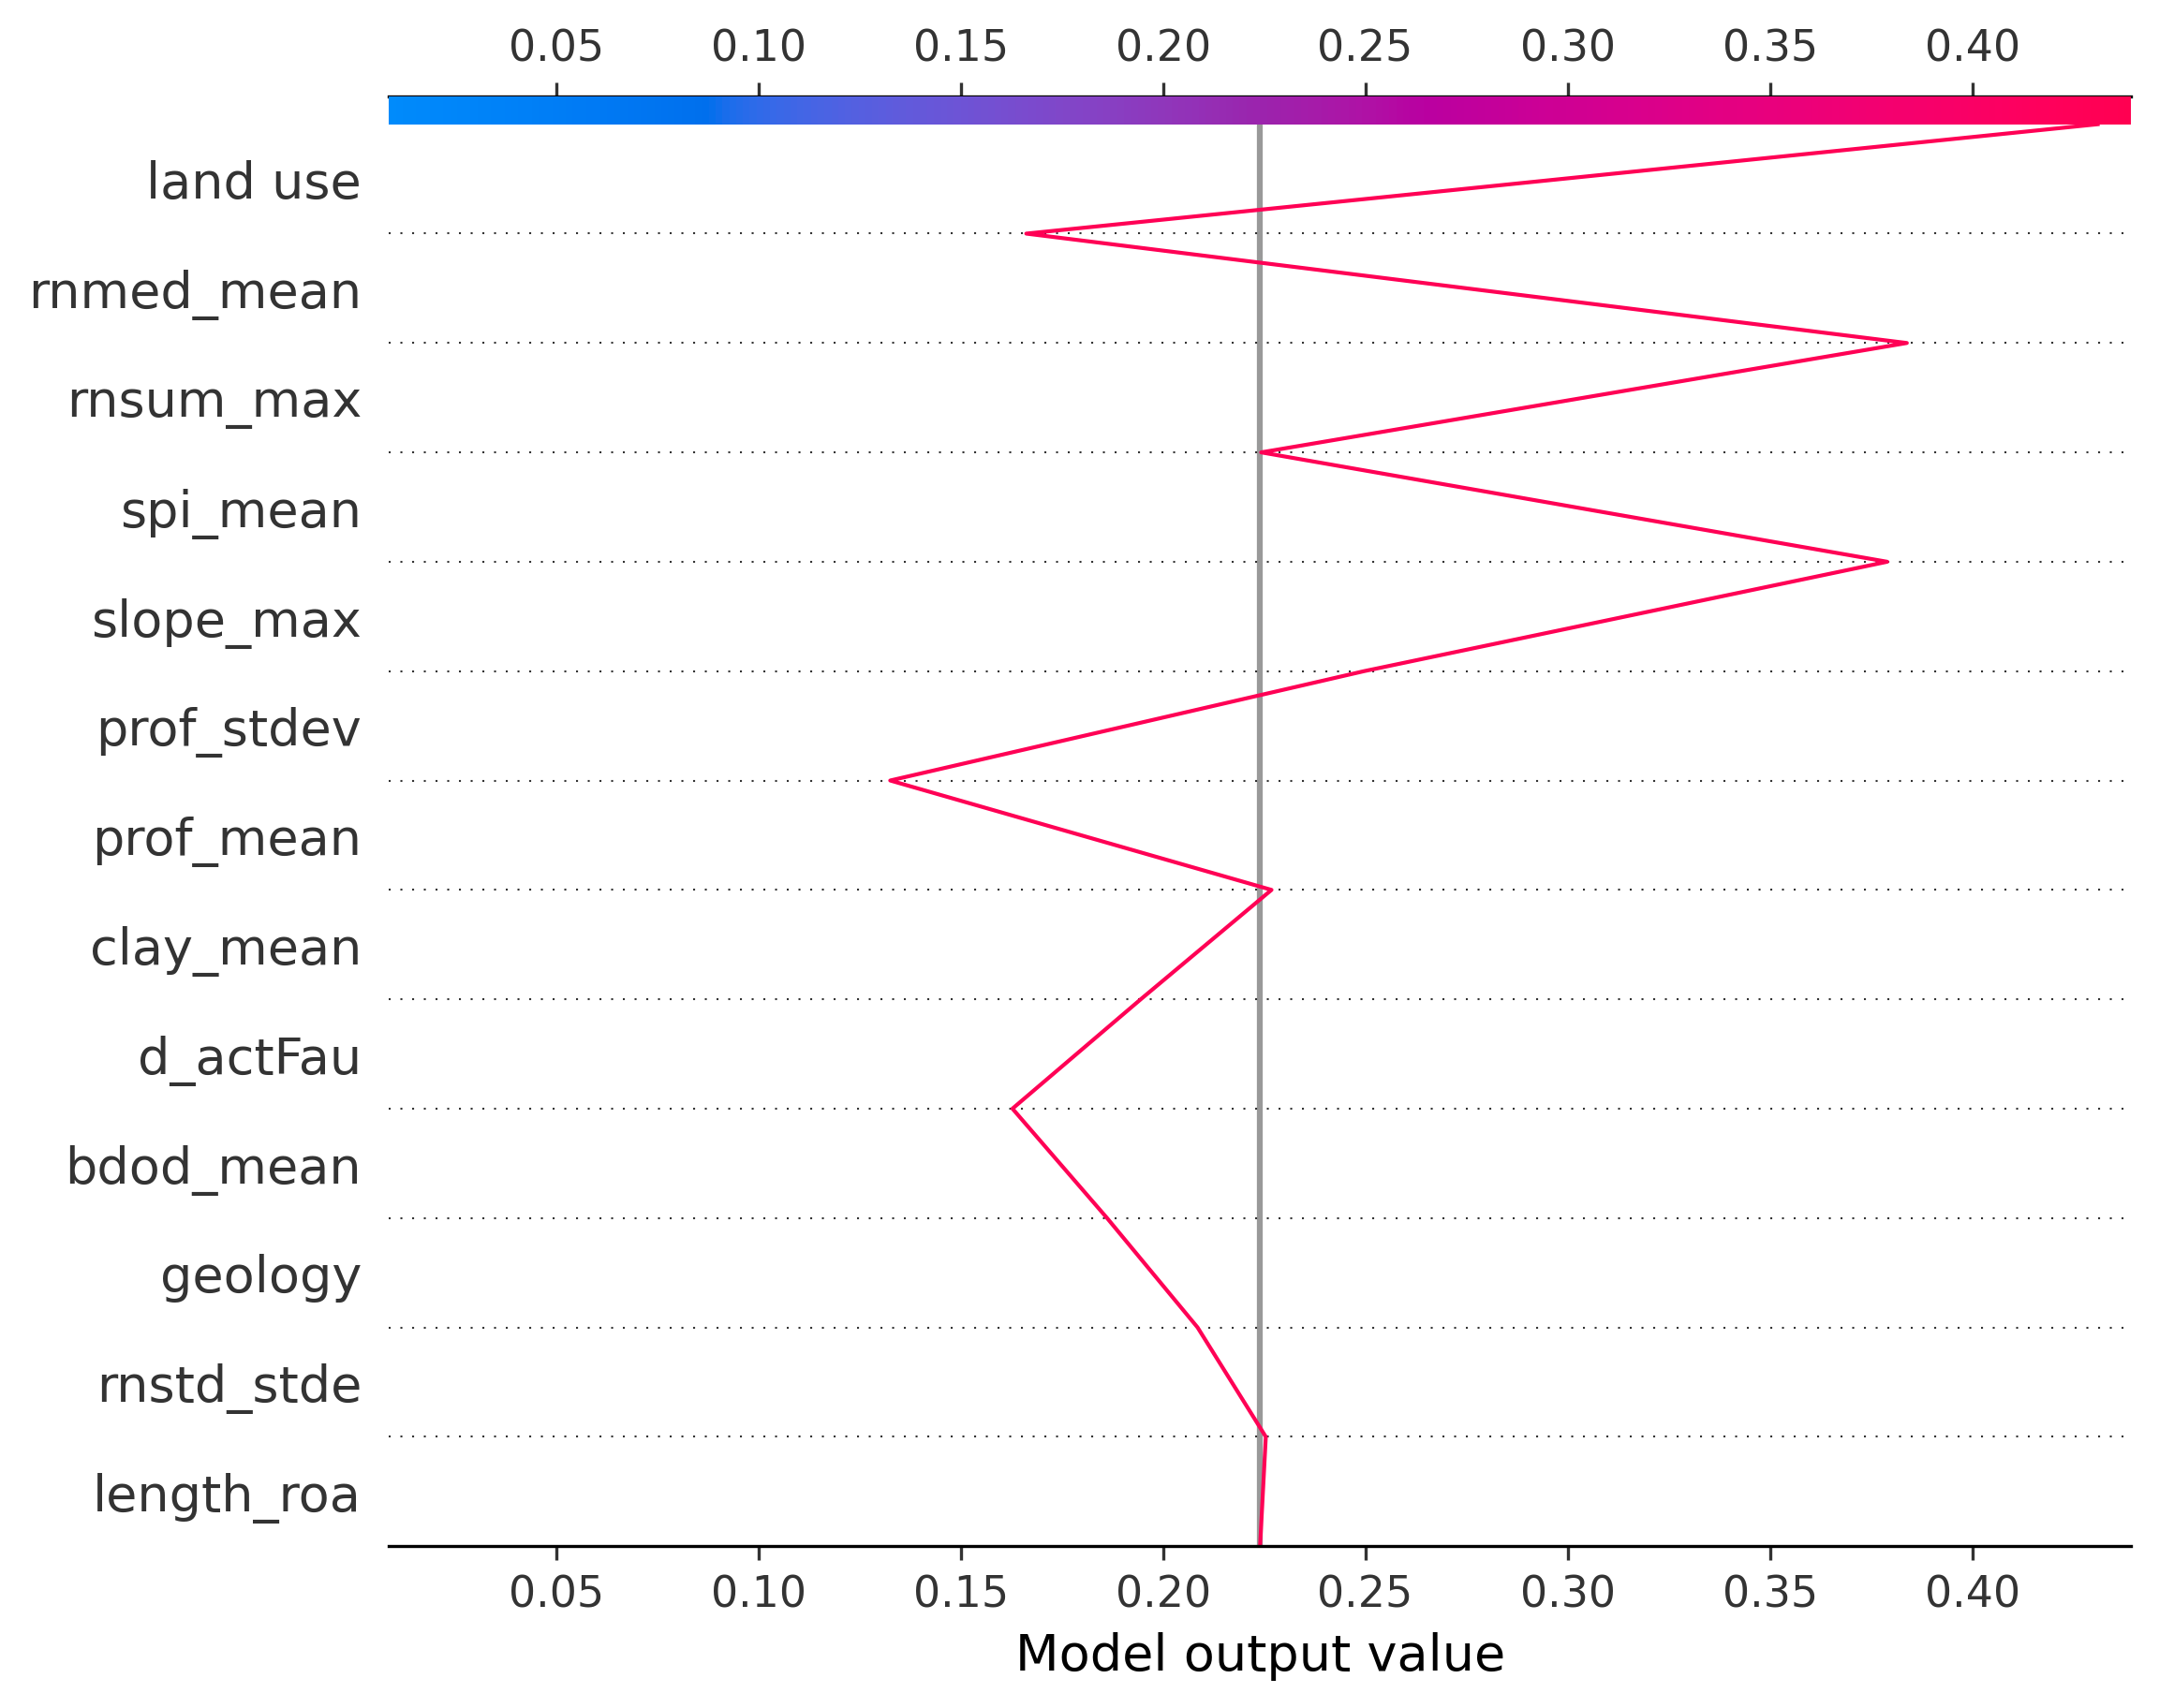 0.05 0.10 0.15 0.20 0.25 0.30 0.35 0.40
land use
rnmed_mean
rnsum_max
spi_mean
slope_max
prof_stdev
prof_mean
clay_mean
d_actFau
bdod_mean
geology
rnstd_stde
length_roa
0.05 0.10 0.15 0.20 0.25 0.30 0.35 0.40
Model output value